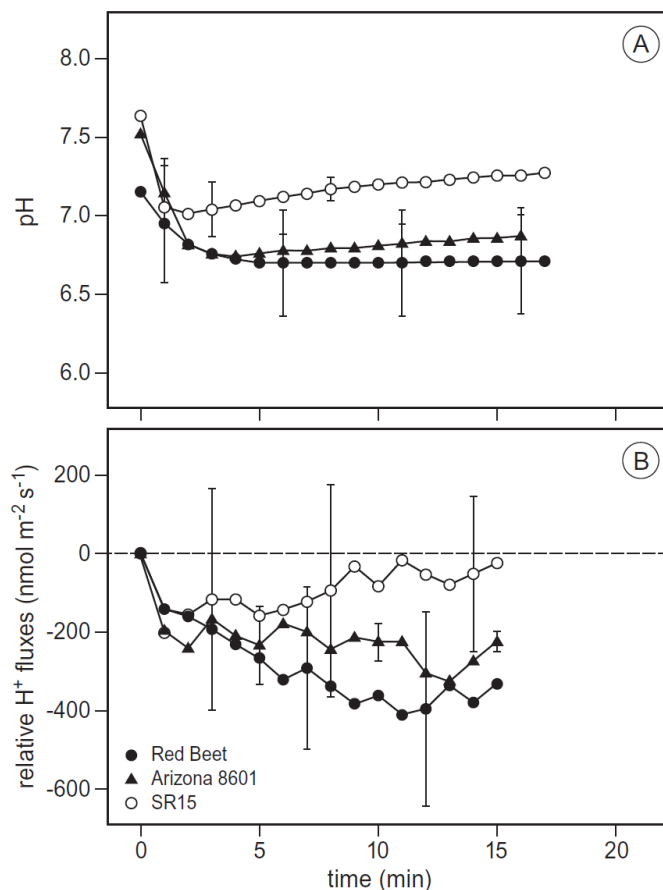 A
8.0
7.5
7.0
6.5
6.0
pH
B
200
0
-200
-400
-600
relative H⁺ fluxes (nmol m⁻² s⁻¹)
Red Beet
Arizona 8601
SR15
0 5 10 15 20
time (min)